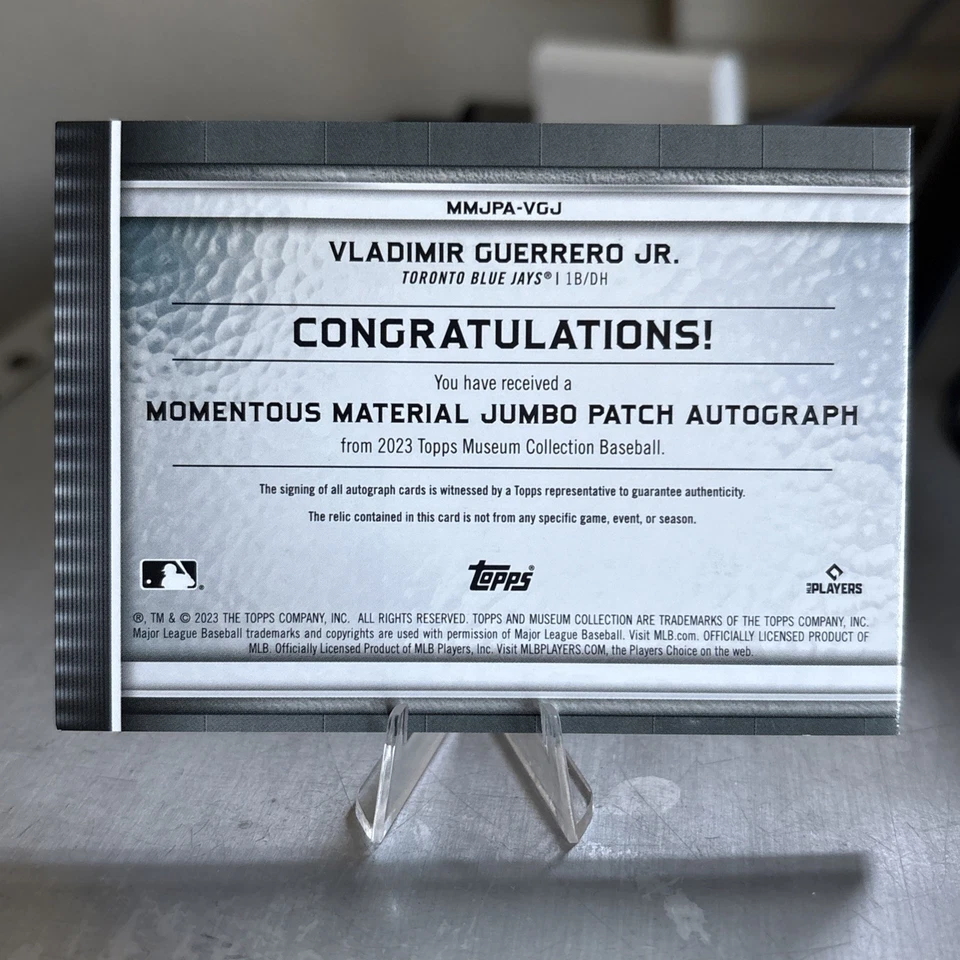 MMJPA-VGJ
VLADIMIR GUERRERO JR.
TORONTO BLUE JAYS® | 1B/DH
CONGRATULATIONS!
You have received a
MOMENTOUS MATERIAL JUMBO PATCH AUTOGRAPH
from 2023 Topps Museum Collection Baseball.
The signing of all autograph cards is witnessed by a Topps representative to guarantee authenticity.
The relic contained in this card is not from any specific game, event, or season.
topps®
MLB PLAYERS
®, TM & © 2023 THE TOPPS COMPANY, INC. ALL RIGHTS RESERVED. TOPPS AND MUSEUM COLLECTION ARE TRADEMARKS OF THE TOPPS COMPANY, INC.
Major League Baseball trademarks and copyrights are used with permission of Major League Baseball. Visit MLB.com. OFFICIALLY LICENSED PRODUCT OF
MLB. Officially Licensed Product of MLB Players, Inc. Visit MLBPLAYERS.COM, the Players Choice on the web.